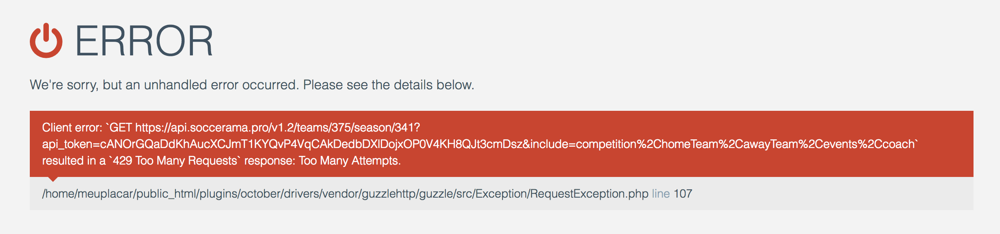 ERROR
We're sorry, but an unhandled error occurred. Please see the details below.
Client error: `GET https://api.soccerama.pro/v1.2/teams/375/season/341?
api_token=cANOrGQaDdKhAucXCJmT1KYQvP4VqCAkDedbDXlDojxOP0V4KH8QJt3cmDsz&include=competition%2ChomeTeam%2CawayTeam%2Cevents%2Ccoach`
resulted in a `429 Too Many Requests` response: Too Many Attempts.
/home/meuplacar/public_html/plugins/october/drivers/vendor/guzzlehttp/guzzle/src/Exception/RequestException.php line 107